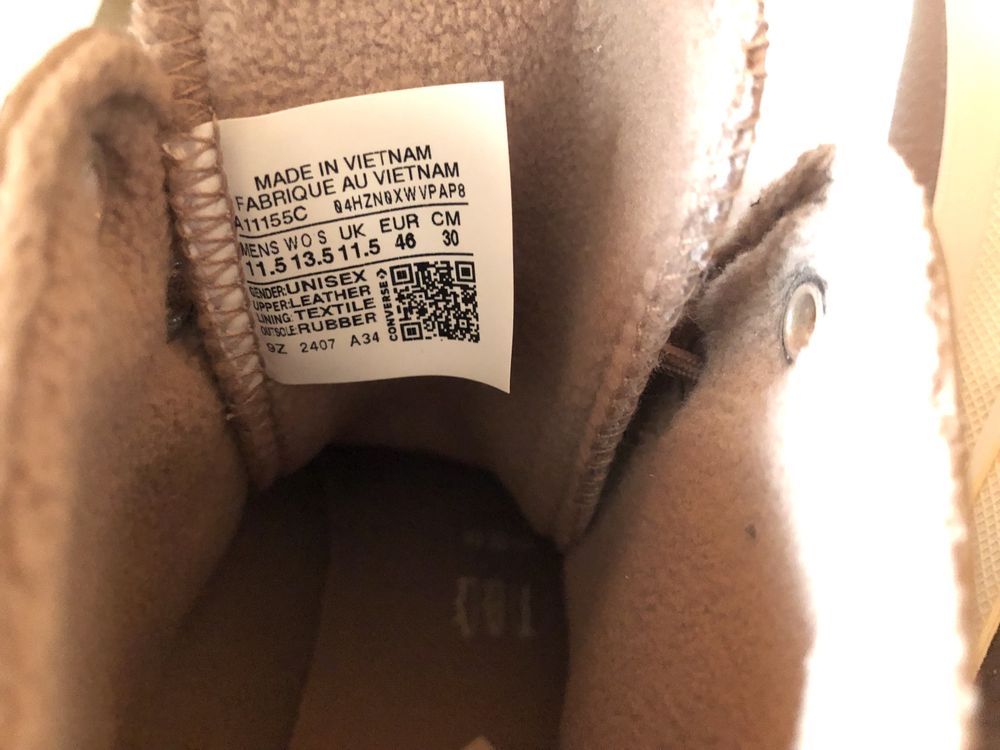 MADE IN VIETNAM
FABRIQUE AU VIETNAM
A11155C 04HZN0XWVPAP8
MENS WOS UK EUR CM
11.5 13.5 11.5 46 30
GENDER:UNISEX
UPPER:LEATHER
LINING:TEXTILE
OUTSOLE:RUBBER
9Z 2407 A34
CONVERSE